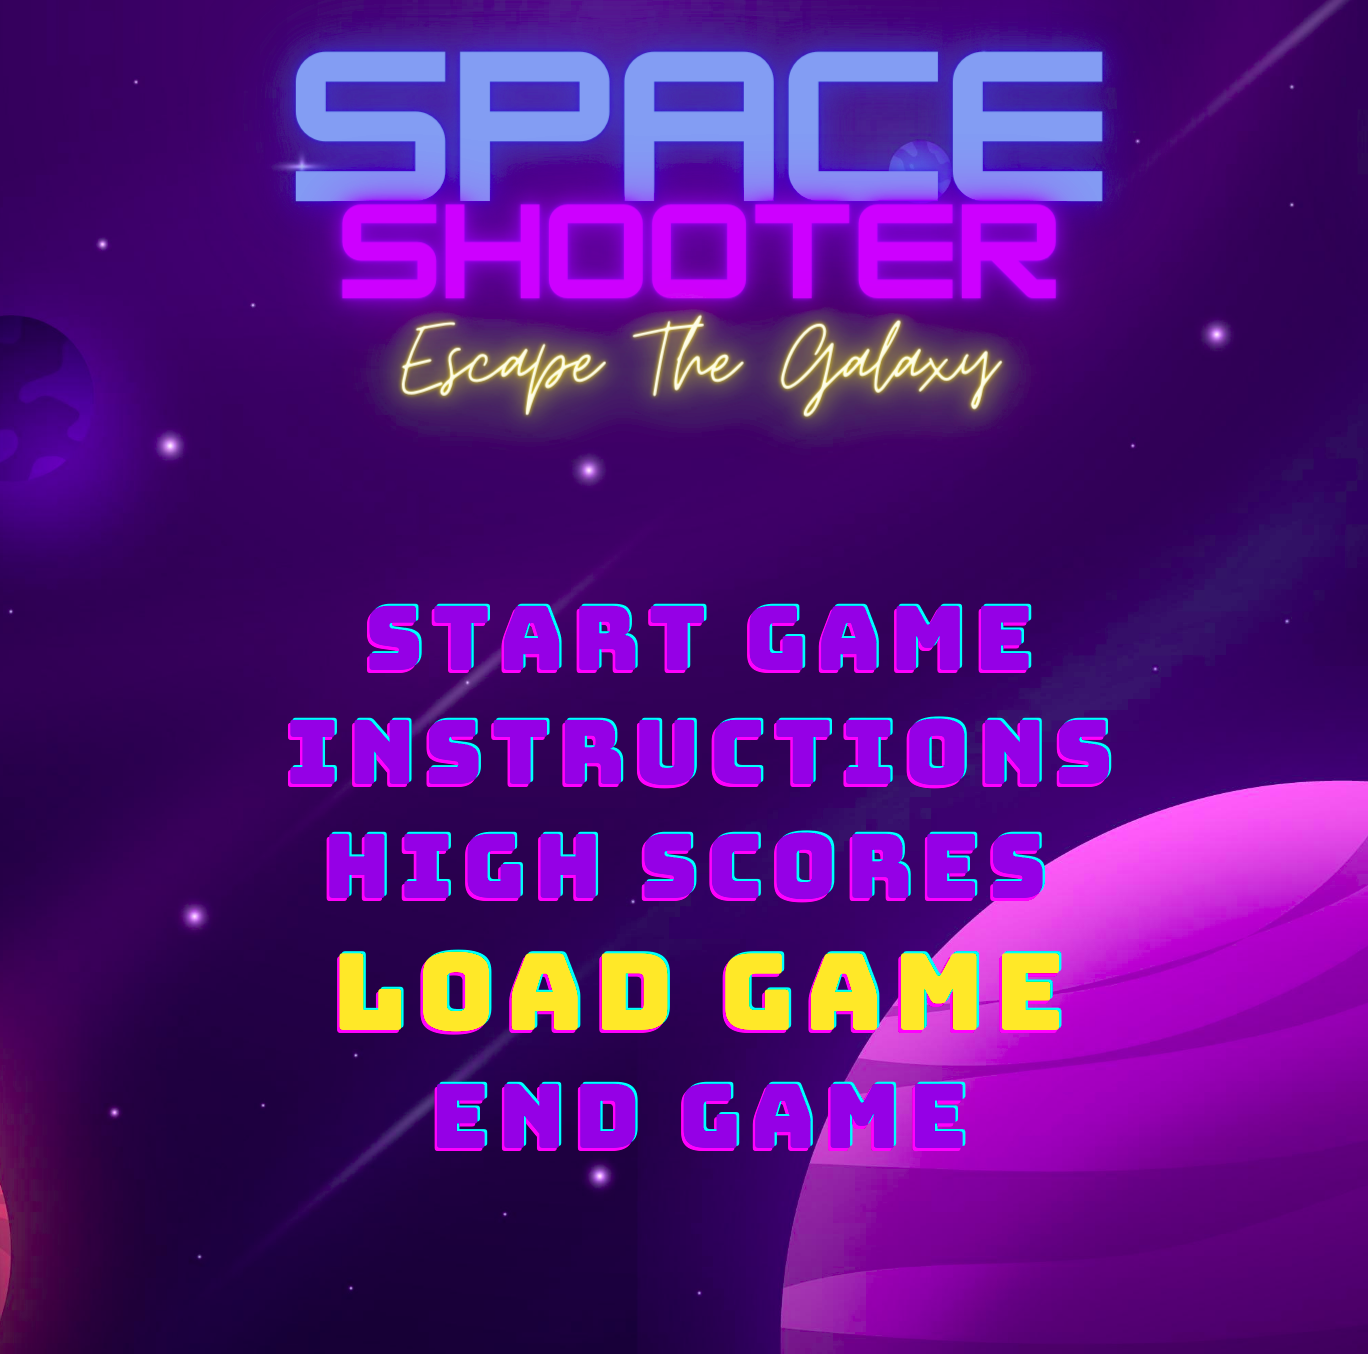 SPACE
SHOOTER
Escape The Galaxy
START GAME
INSTRUCTIONS
HIGH SCORES
LOAD GAME
END GAME